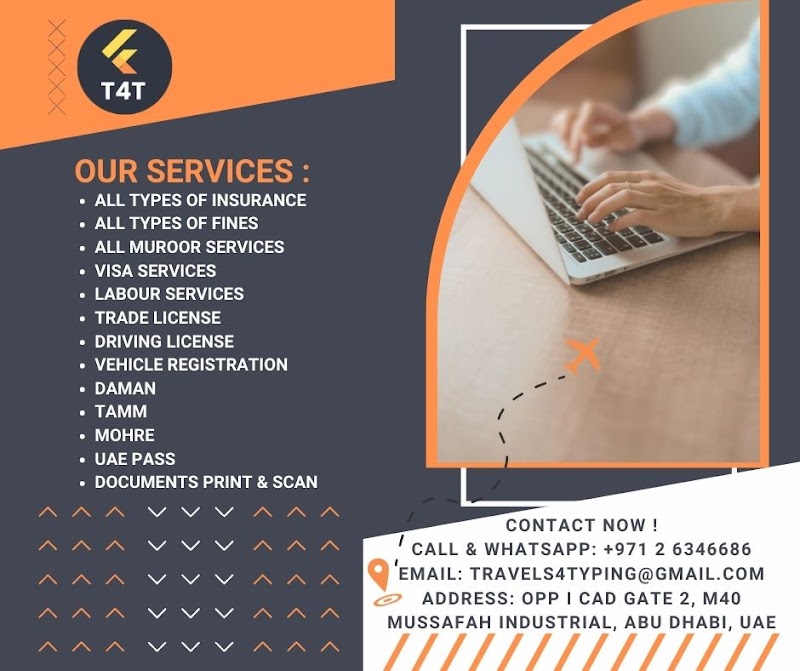 T4T
OUR SERVICES :
• ALL TYPES OF INSURANCE
• ALL TYPES OF FINES
• ALL MUROOR SERVICES
• VISA SERVICES
• LABOUR SERVICES
• TRADE LICENSE
• DRIVING LICENSE
• VEHICLE REGISTRATION
• DAMAN
• TAMM
• MOHRE
• UAE PASS
• DOCUMENTS PRINT & SCAN
CONTACT NOW !
CALL & WHATSAPP: +971 2 6346686
EMAIL: TRAVELS4TYPING@GMAIL.COM
ADDRESS: OPP I CAD GATE 2, M40
MUSSAFAH INDUSTRIAL, ABU DHABI, UAE